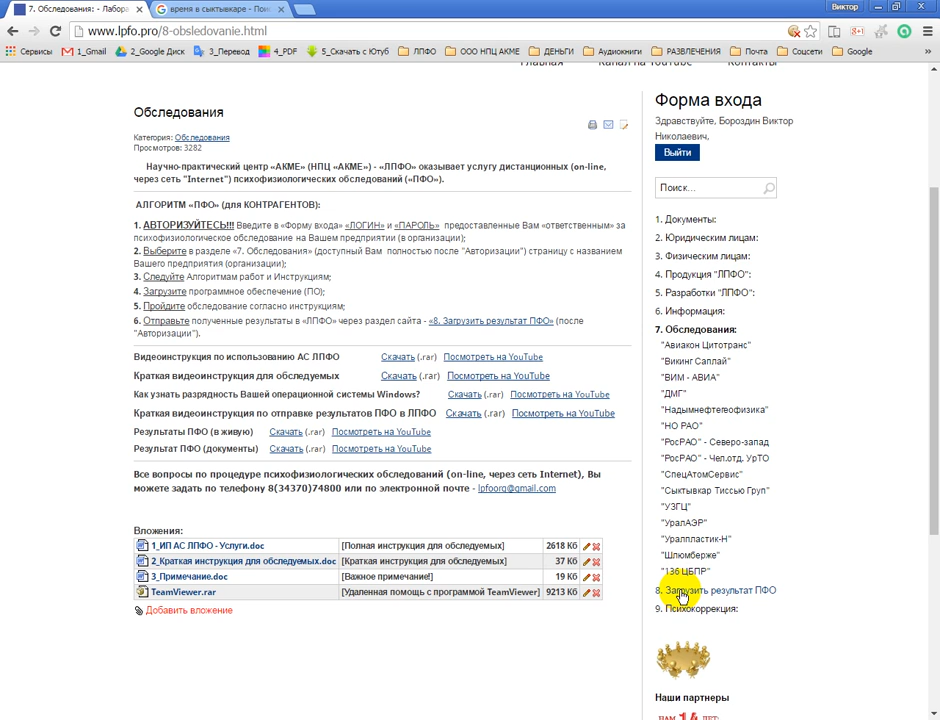 Виктор
7. Обследования: - Лабора
время в сыктывкаре - Пои
www.lpfo.pro/8-obsledovanie.html
Сервисы 1_Gmail 2_Google Диск 3_Перевод 4_PDF 5_Скачать с Ютуб ЛПФО ООО НПЦ АКМЕ ДЕНЬГИ Аудиокниги РАЗВЛЕЧЕНИЯ Почта Соцсети Google »
Главная Канал на YouTube Контакты
Обследования
Категория: Обследования
Просмотров: 3282
Научно-практический центр «АКМЕ» (НПЦ «АКМЕ») - «ЛПФО» оказывает услугу дистанционных (on-line,
через сеть "Internet") психофизиологических обследований («ПФО»).
АЛГОРИТМ «ПФО» (для КОНТРАГЕНТОВ):
1. АВТОРИЗУЙТЕСЬ!!! Введите в «Форму входа» «ЛОГИН» и «ПАРОЛЬ» предоставленные Вам «ответственным» за
психофизиологическое обследование на Вашем предприятии (в организации);
2. Выберите в разделе «7. Обследования» (доступный Вам полностью после "Авторизации") страницу с названием
Вашего предприятия (организации);
3. Следуйте Алгоритмам работ и Инструкциям;
4. Загрузите программное обеспечение (ПО);
5. Пройдите обследование согласно инструкциям;
6. Отправьте полученные результаты в «ЛПФО» через раздел сайта - «8. Загрузить результат ПФО» (после
"Авторизации").
Видеоинструкция по использованию АС ЛПФО Скачать (.rar) Посмотреть на YouTube
Краткая видеоинструкция для обследуемых Скачать (.rar) Посмотреть на YouTube
Как узнать разрядность Вашей операционной системы Windows? Скачать (.rar) Посмотреть на YouTube
Краткая видеоинструкция по отправке результатов ПФО в ЛПФО Скачать (.rar) Посмотреть на YouTube
Результаты ПФО (в живую) Скачать (.rar) Посмотреть на YouTube
Результат ПФО (документы) Скачать (.rar) Посмотреть на YouTube
Все вопросы по процедуре психофизиологических обследований (on-line, через сеть Internet), Вы
можете задать по телефону 8(34370)74800 или по электронной почте - lpfoorg@gmail.com
Вложения:
1_ИП АС ЛПФО - Услуги.doc [Полная инструкция для обследуемых] 2618 Кб
2_Краткая инструкция для обследуемых.doc [Краткая инструкция для обследуемых] 37 Кб
3_Примечание.doc [Важное примечание!] 19 Кб
TeamViewer.rar [Удаленная помощь с программой TeamViewer] 9213 Кб
Добавить вложение
Форма входа
Здравствуйте, Бороздин Виктор
Николаевич,
Выйти
Поиск...
1. Документы:
2. Юридическим лицам:
3. Физическим лицам:
4. Продукция "ЛПФО":
5. Разработки "ЛПФО":
6. Информация:
7. Обследования:
"Авиакон Цитотранс"
"Викинг Саплай"
"ВИМ - АВИА"
"ДМГ"
"Надымнефтегеофизика"
"НО РАО"
"РосРАО" - Северо-запад
"РосРАО" - Чел.отд. УрТО
"СпецАтомСервис"
"Сыктывкар Тиссью Груп"
"УЗГЦ"
"УралАЭР"
"Уралпластик-Н"
"Шлюмберже"
"136 ЦБПР"
8. Загрузить результат ПФО
9. Психокоррекция:
Наши партнеры
НАМ 14 ЛЕТ: